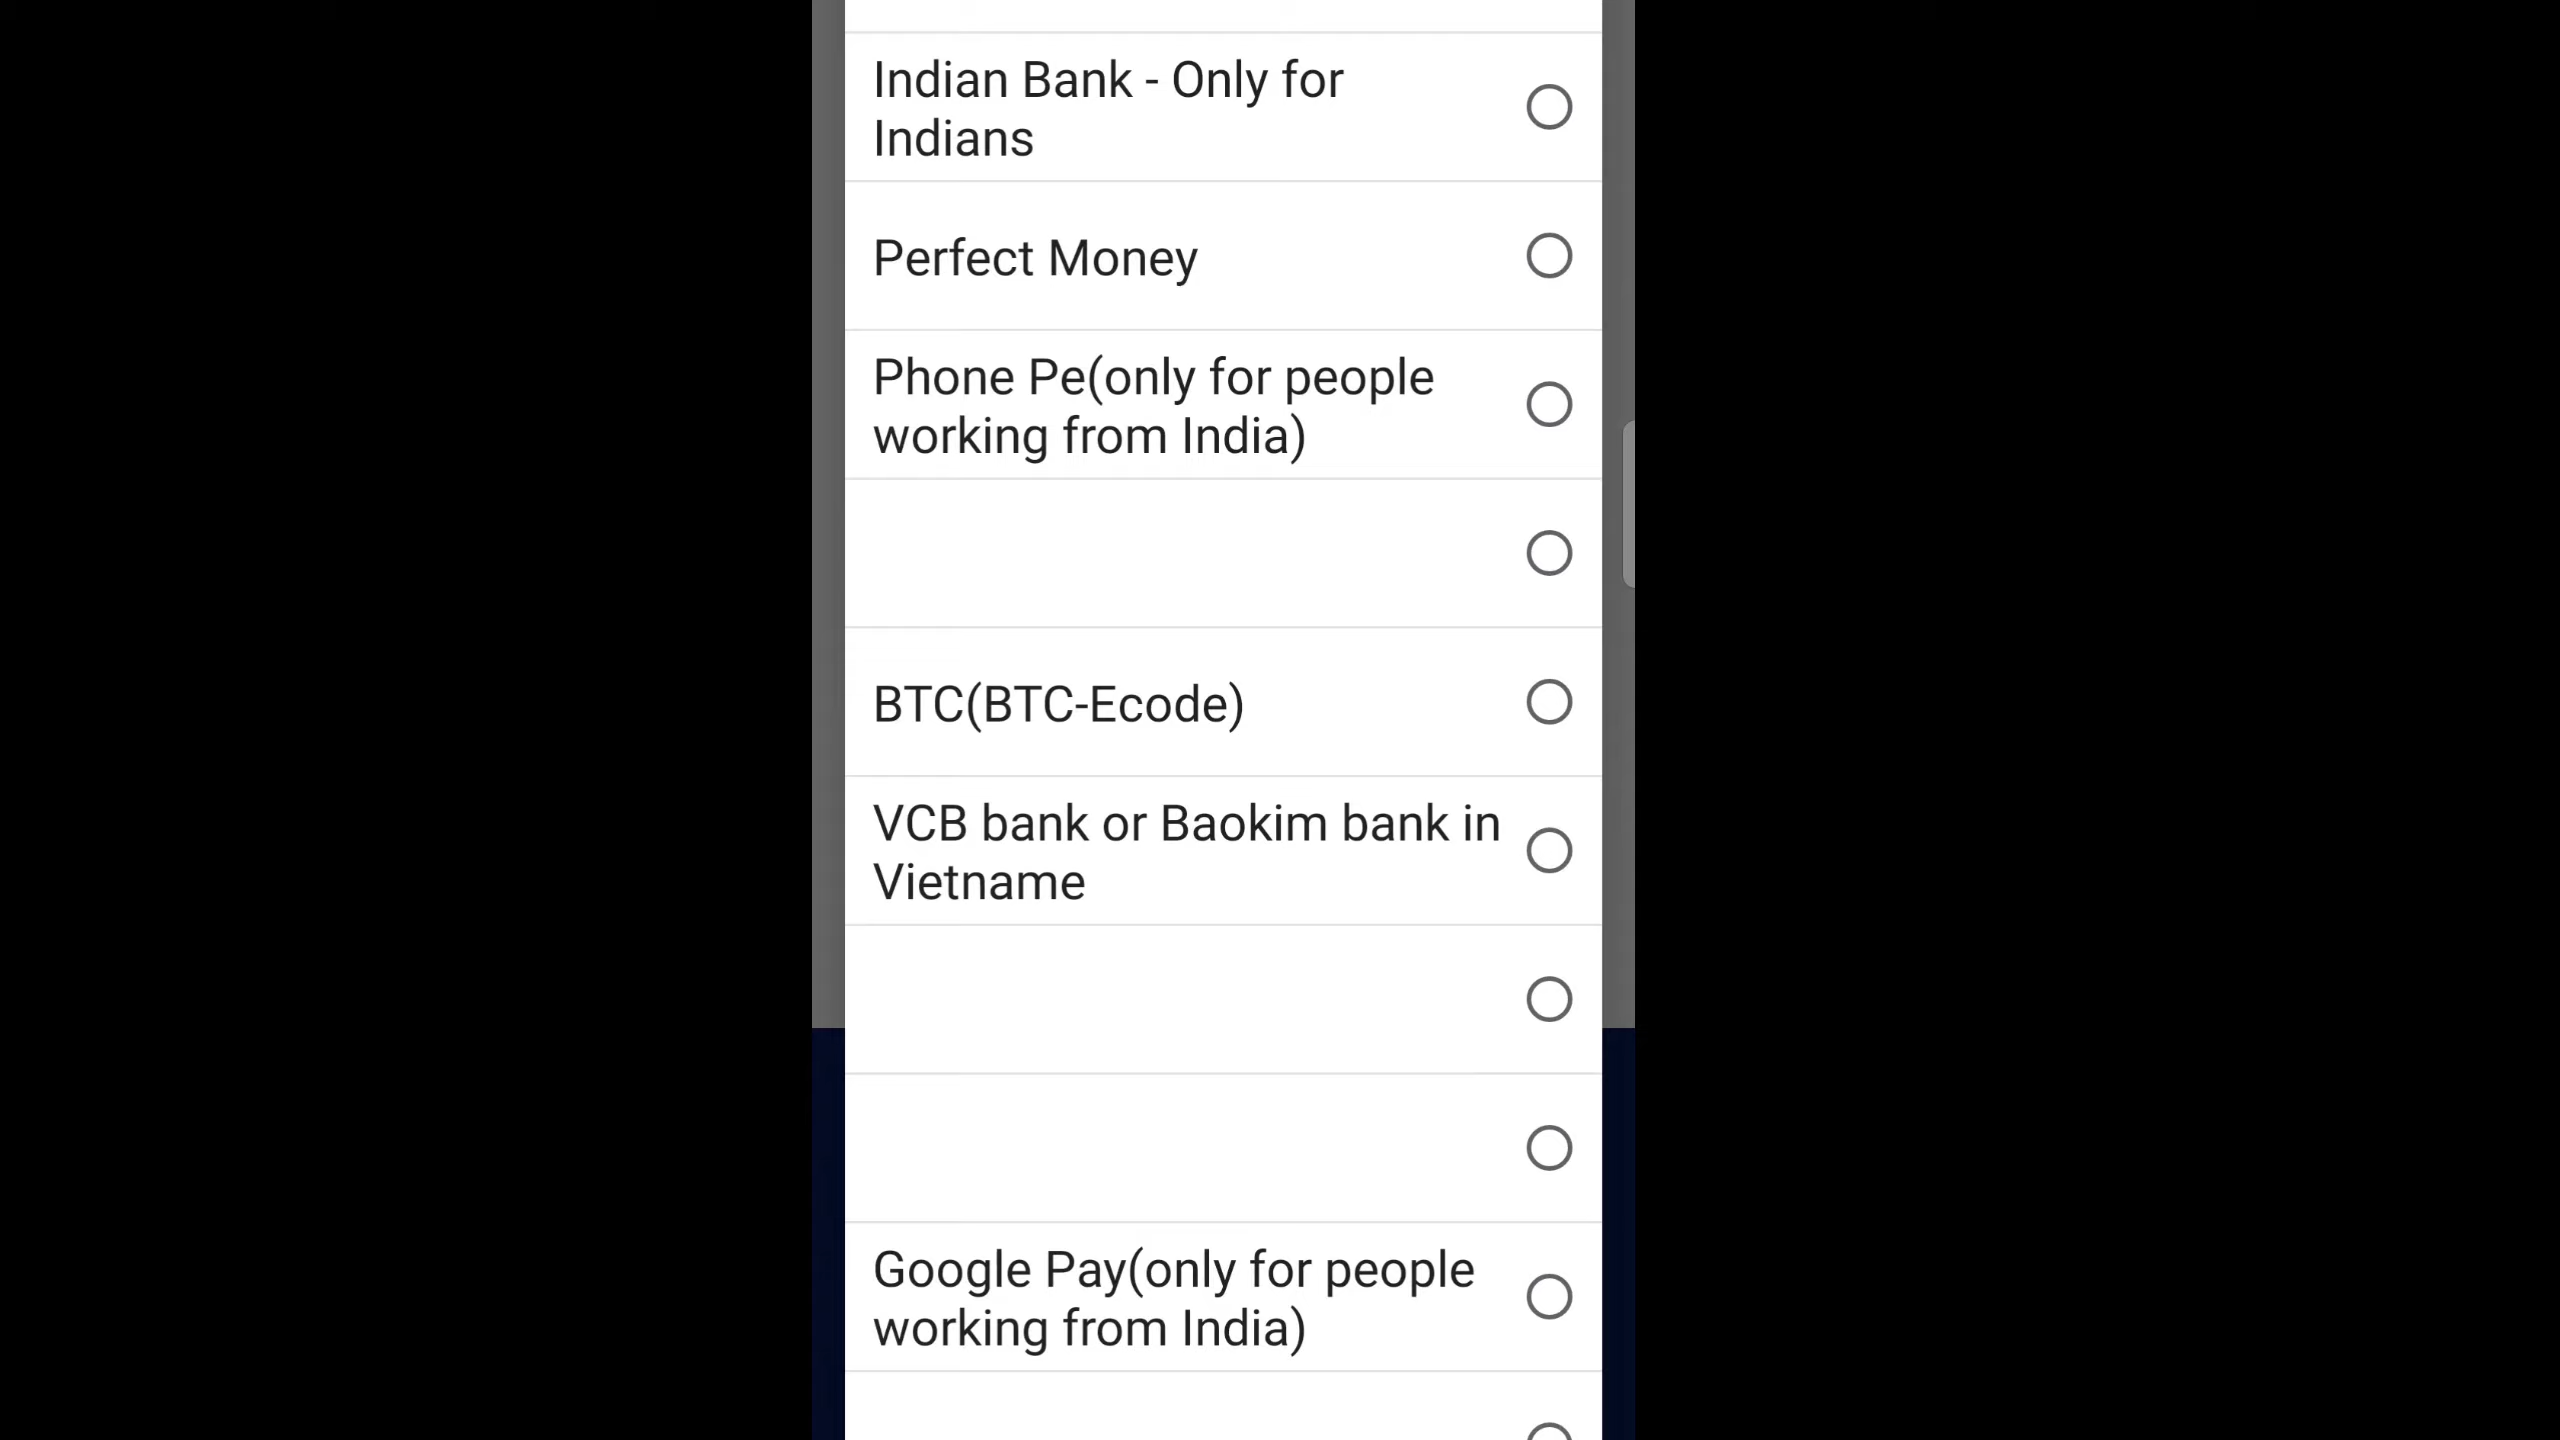 Indian Bank - Only for
Indians
Perfect Money
Phone Pe(only for people
working from India)
BTC(BTC-Ecode)
VCB bank or Baokim bank in
Vietname
Google Pay(only for people
working from India)